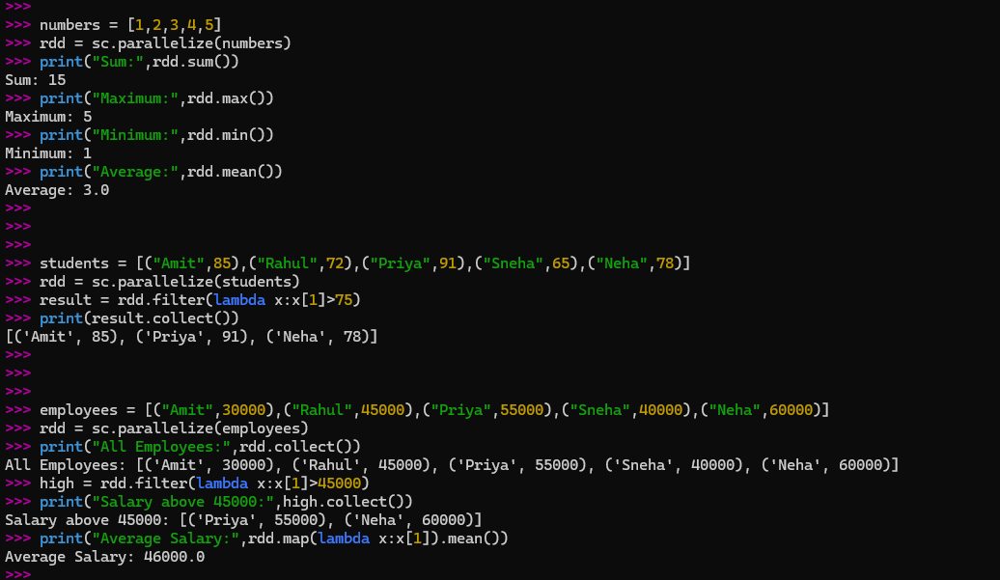 >>>
>>> numbers = [1,2,3,4,5]
>>> rdd = sc.parallelize(numbers)
>>> print("Sum:",rdd.sum())
Sum: 15
>>> print("Maximum:",rdd.max())
Maximum: 5
>>> print("Minimum:",rdd.min())
Minimum: 1
>>> print("Average:",rdd.mean())
Average: 3.0
>>>
>>>
>>>
>>> students = [("Amit",85),("Rahul",72),("Priya",91),("Sneha",65),("Neha",78)]
>>> rdd = sc.parallelize(students)
>>> result = rdd.filter(lambda x:x[1]>75)
>>> print(result.collect())
[('Amit', 85), ('Priya', 91), ('Neha', 78)]
>>>
>>>
>>>
>>> employees = [("Amit",30000),("Rahul",45000),("Priya",55000),("Sneha",40000),("Neha",60000)]
>>> rdd = sc.parallelize(employees)
>>> print("All Employees:",rdd.collect())
All Employees: [('Amit', 30000), ('Rahul', 45000), ('Priya', 55000), ('Sneha', 40000), ('Neha', 60000)]
>>> high = rdd.filter(lambda x:x[1]>45000)
>>> print("Salary above 45000:",high.collect())
Salary above 45000: [('Priya', 55000), ('Neha', 60000)]
>>> print("Average Salary:",rdd.map(lambda x:x[1]).mean())
Average Salary: 46000.0
>>>